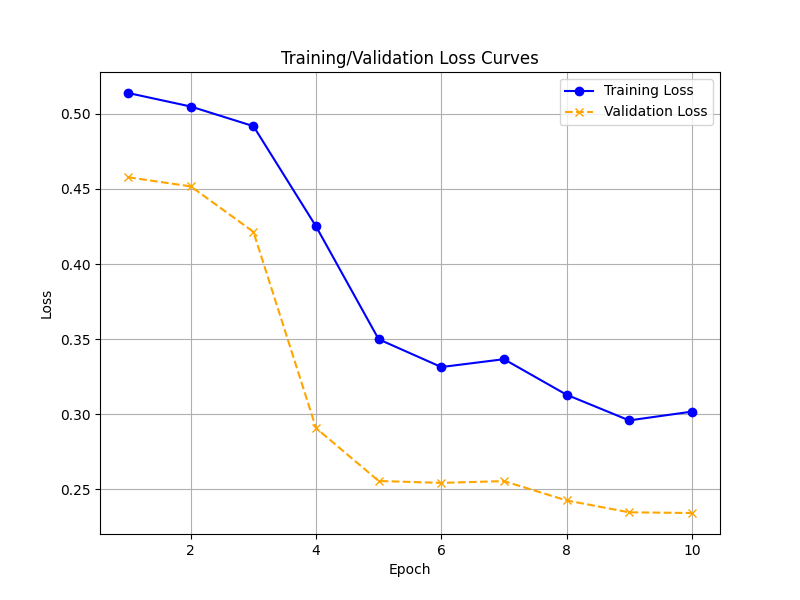 Training/Validation Loss Curves
Training Loss
Validation Loss
0.50
0.45
0.40
0.35
0.30
0.25
Loss
2
4
6
8
10
Epoch